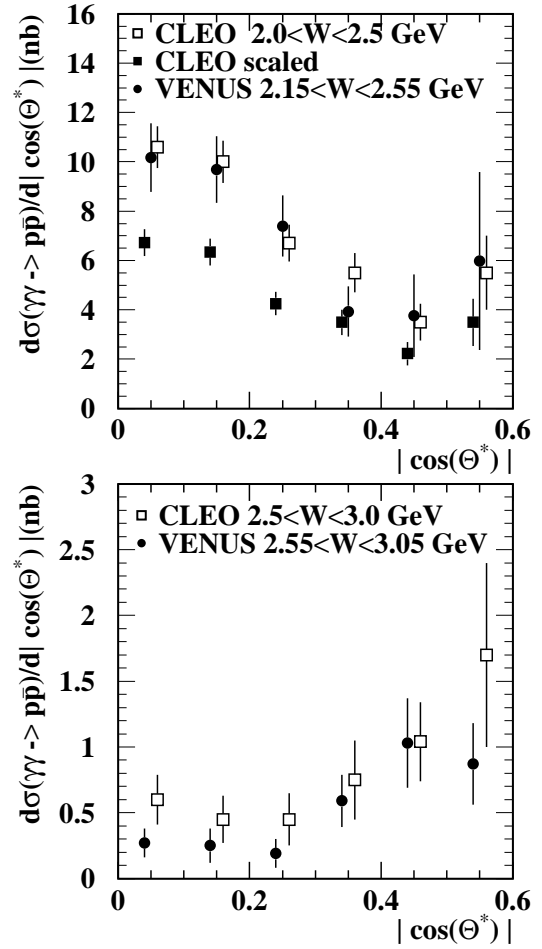 dσ(γγ -> pp̄)/d| cos(Θ*) |(nb)
16
14
12
10
8
6
4
2
0
□ CLEO 2.0<W<2.5 GeV
■ CLEO scaled
● VENUS 2.15<W<2.55 GeV
0 0.2 0.4 0.6
| cos(Θ*) |
dσ(γγ -> pp̄)/d| cos(Θ*) |(nb)
3
2.5
2
1.5
1
0.5
0
□ CLEO 2.5<W<3.0 GeV
● VENUS 2.55<W<3.05 GeV
0 0.2 0.4 0.6
| cos(Θ*) |